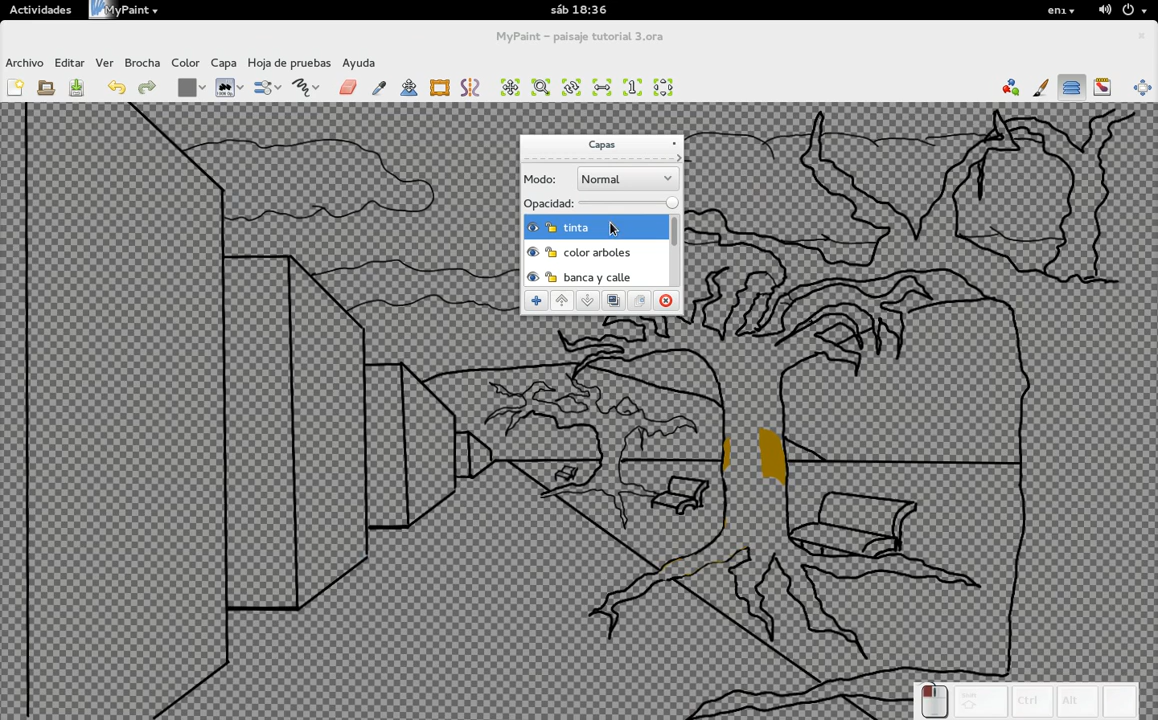 Actividades MyPaint sáb 18:36 en₁
MyPaint – paisaje tutorial 3.ora
Archivo Editar Ver Brocha Color Capa Hoja de pruebas Ayuda
Capas
Modo: Normal
Opacidad:
tinta
color arboles
banca y calle
Ctrl Alt